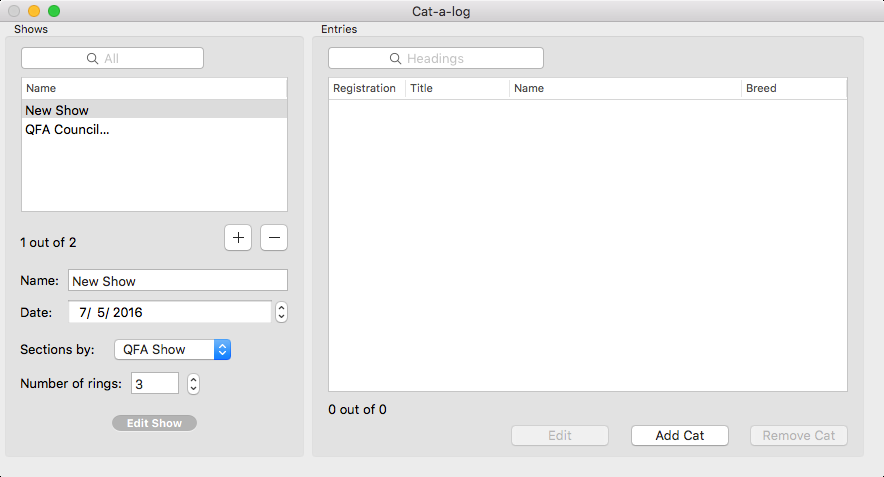 Cat-a-log
Shows
All
Name
New Show
QFA Council...
1 out of 2
+ −
Name: New Show
Date: 7/ 5/ 2016
Sections by: QFA Show
Number of rings: 3
Edit Show
Entries
Headings
Registration Title Name Breed
0 out of 0
Edit Add Cat Remove Cat